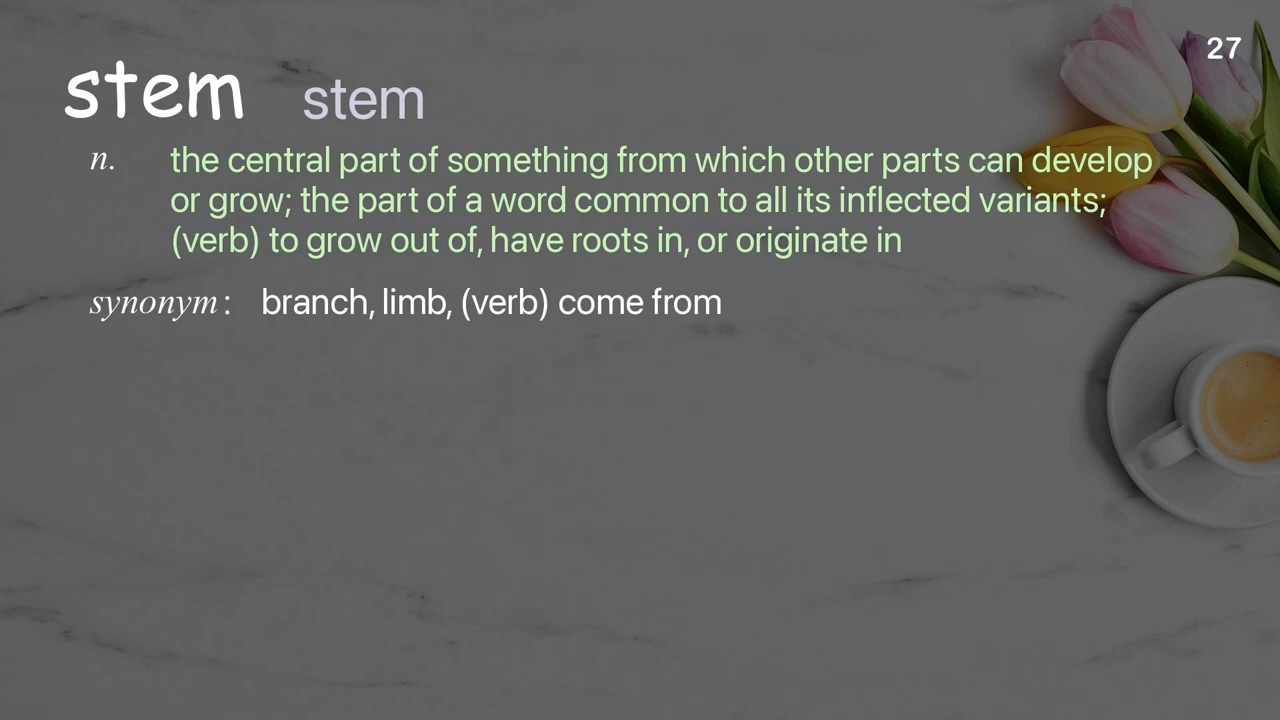 27
stem stem
n. the central part of something from which other parts can develop
or grow; the part of a word common to all its inflected variants;
(verb) to grow out of, have roots in, or originate in
synonym: branch, limb, (verb) come from